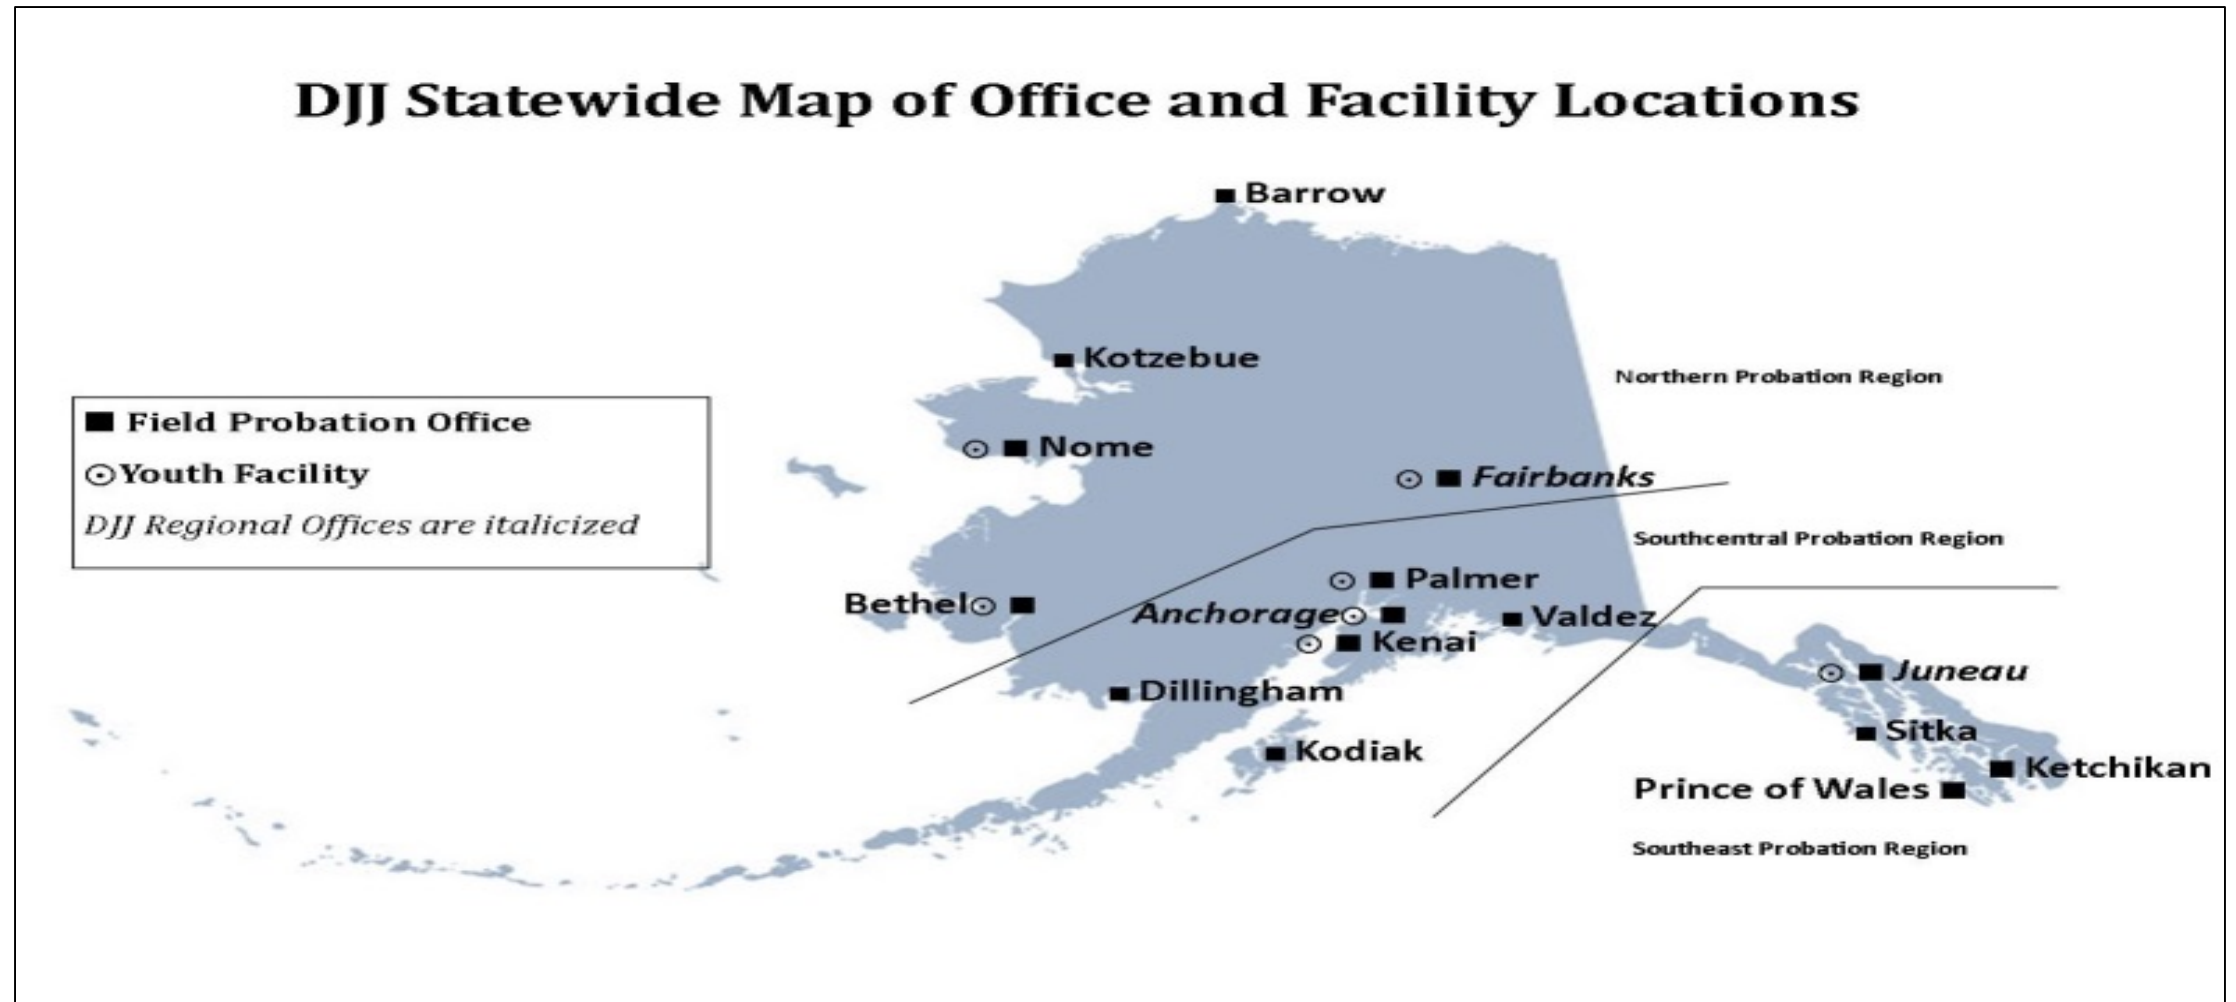 DJJ Statewide Map of Office and Facility Locations
Barrow
Kotzebue
Northern Probation Region
Field Probation Office
Youth Facility
DJJ Regional Offices are italicized
Nome
Fairbanks
Southcentral Probation Region
Palmer
Bethel
Anchorage
Valdez
Kenai
Juneau
Dillingham
Sitka
Kodiak
Ketchikan
Prince of Wales
Southeast Probation Region